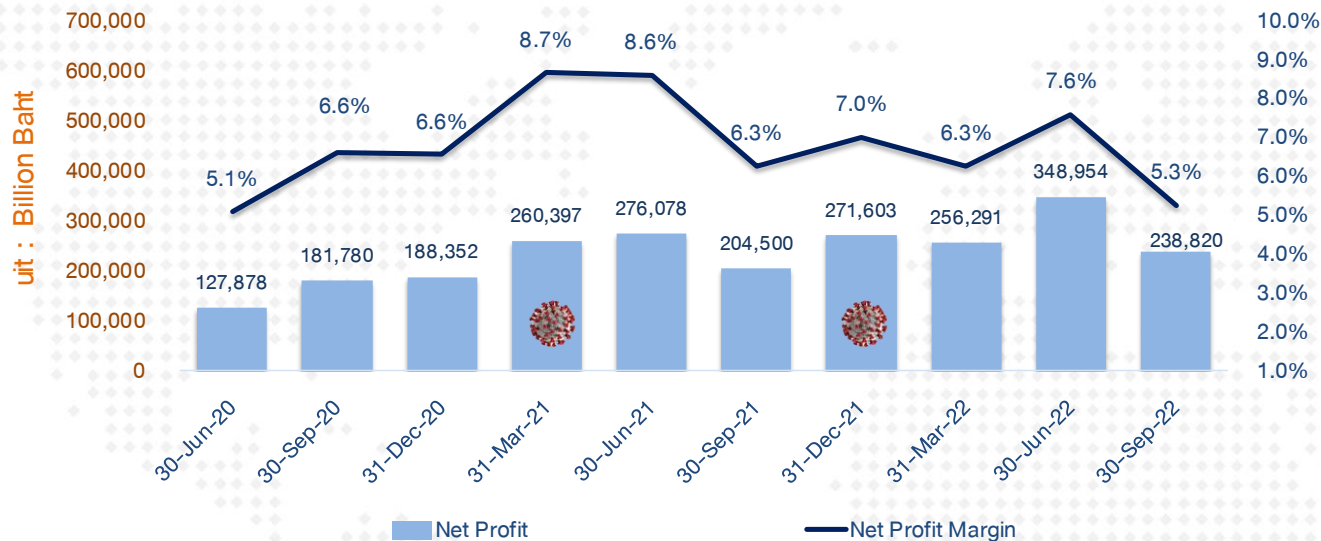 uit : Billion Baht
700,000
600,000
500,000
400,000
300,000
200,000
100,000
0
10.0%
9.0%
8.0%
7.0%
6.0%
5.0%
4.0%
3.0%
2.0%
1.0%
5.1%
6.6%
6.6%
8.7%
8.6%
6.3%
7.0%
6.3%
7.6%
5.3%
127,878
181,780
188,352
260,397
276,078
204,500
271,603
256,291
348,954
238,820
30-Jun-20
30-Sep-20
31-Dec-20
31-Mar-21
30-Jun-21
30-Sep-21
31-Dec-21
31-Mar-22
30-Jun-22
30-Sep-22
Net Profit
Net Profit Margin